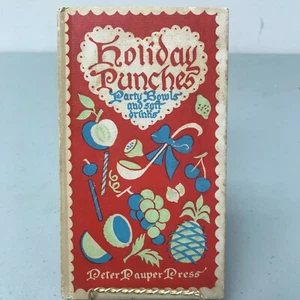 Holiday
Punches
Party Bowls
and soft
drinks
Peter Pauper Press